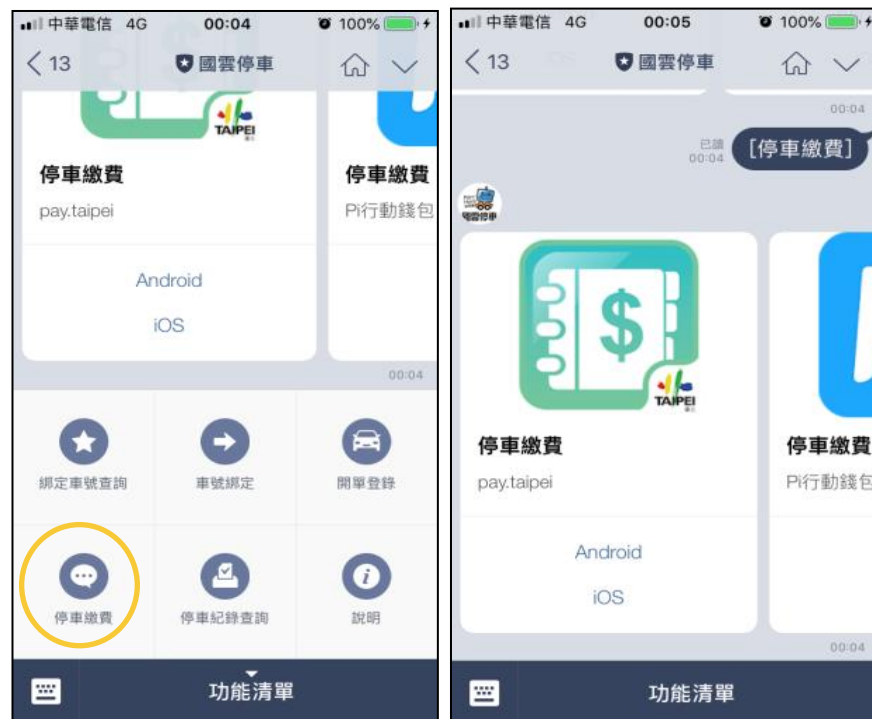 中華電信 4G 00:04 100%
13 國雲停車
TAIPEI
停車繳費 停車繳費
pay.taipei Pi行動錢包
Android
iOS
00:04
綁定車號查詢 車號綁定 開單登錄
停車繳費 停車紀錄查詢 說明
功能清單
中華電信 4G 00:05 100%
13 國雲停車
00:04
已讀
00:04 [停車繳費]
國雲停車
$
TAIPEI
停車繳費 停車繳費
pay.taipei Pi行動錢包
Android
iOS
00:04
功能清單